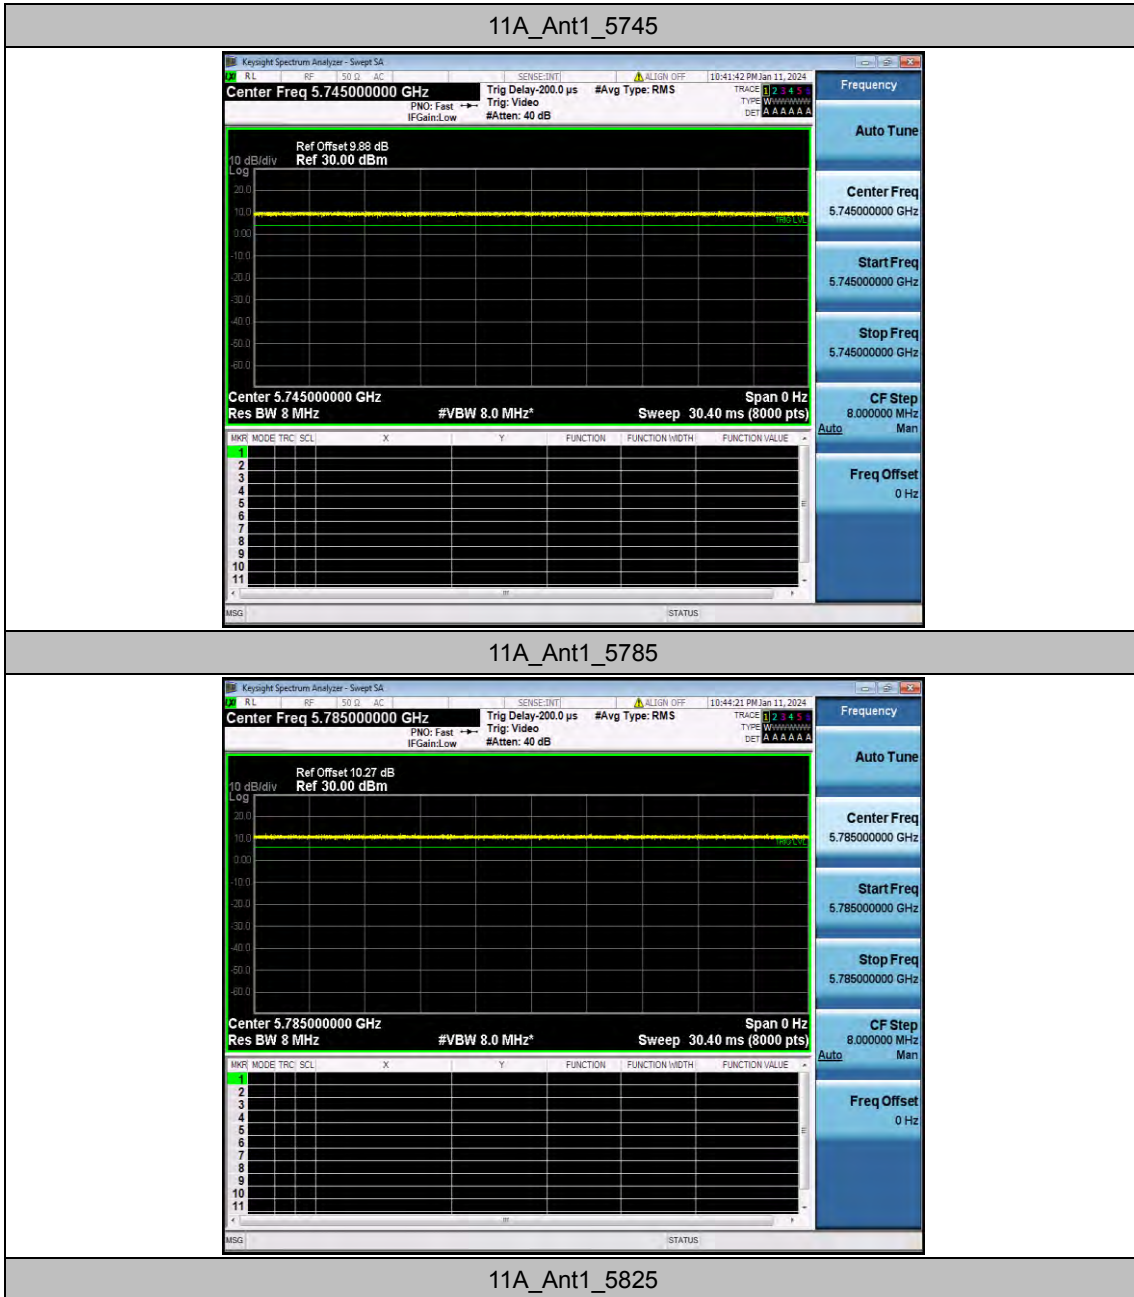 11A_Ant1_5745
Keysight Spectrum Analyzer - Swept SA
RL RF 50 Ω AC SENSE:INT ALIGN OFF 10:41:42 PM Jan 11, 2024
Center Freq 5.745000000 GHz Trig Delay-200.0 µs #Avg Type: RMS TRACE 1 2 3 4 5 6
PNO: Fast Trig: Video TYPE W
IFGain:Low #Atten: 40 dB DET A A A A A A
Frequency
Auto Tune
Ref Offset 9.88 dB
10 dB/div Ref 30.00 dBm
Log
20.0
10.0
TRIG LVL
0.00
-10.0
-20.0
-30.0
-40.0
-50.0
-60.0
Center Freq
5.745000000 GHz
Start Freq
5.745000000 GHz
Stop Freq
5.745000000 GHz
Center 5.745000000 GHz Span 0 Hz
Res BW 8 MHz #VBW 8.0 MHz* Sweep 30.40 ms (8000 pts)
CF Step
8.000000 MHz
Auto Man
Freq Offset
0 Hz
MKR MODE TRC SCL X Y FUNCTION FUNCTION WIDTH FUNCTION VALUE
1
2
3
4
5
6
7
8
9
10
11
MSG STATUS
11A_Ant1_5785
Keysight Spectrum Analyzer - Swept SA
RL RF 50 Ω AC SENSE:INT ALIGN OFF 10:44:21 PM Jan 11, 2024
Center Freq 5.785000000 GHz Trig Delay-200.0 µs #Avg Type: RMS TRACE 1 2 3 4 5 6
PNO: Fast Trig: Video TYPE W
IFGain:Low #Atten: 40 dB DET A A A A A A
Frequency
Auto Tune
Ref Offset 10.27 dB
10 dB/div Ref 30.00 dBm
Log
20.0
10.0
TRIG LVL
0.00
-10.0
-20.0
-30.0
-40.0
-50.0
-60.0
Center Freq
5.785000000 GHz
Start Freq
5.785000000 GHz
Stop Freq
5.785000000 GHz
Center 5.785000000 GHz Span 0 Hz
Res BW 8 MHz #VBW 8.0 MHz* Sweep 30.40 ms (8000 pts)
CF Step
8.000000 MHz
Auto Man
Freq Offset
0 Hz
MKR MODE TRC SCL X Y FUNCTION FUNCTION WIDTH FUNCTION VALUE
1
2
3
4
5
6
7
8
9
10
11
MSG STATUS
11A_Ant1_5825